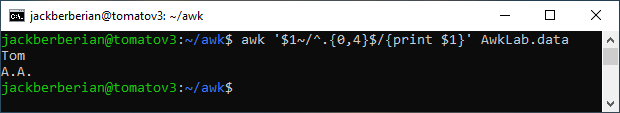 jackberberian@tomatov3: ~/awk
jackberberian@tomatov3:~/awk$ awk '$1~/^.{0,4}$/{print $1}' AwkLab.data
Tom
A.A.
jackberberian@tomatov3:~/awk$